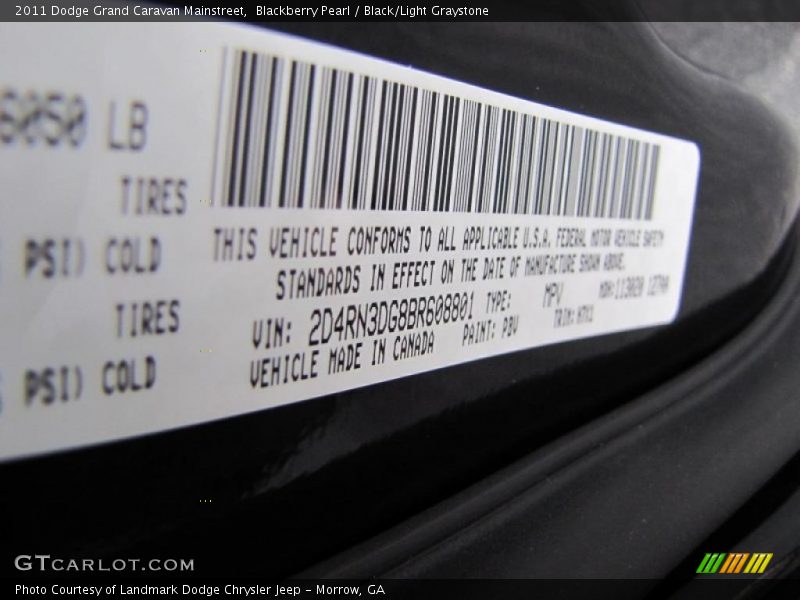 2011 Dodge Grand Caravan Mainstreet, Blackberry Pearl / Black/Light Graystone
6050 LB
TIRES
PSI) COLD
TIRES
PSI) COLD
THIS VEHICLE CONFORMS TO ALL APPLICABLE U.S.A. FEDERAL MOTOR VEHICLE SAFETY
STANDARDS IN EFFECT ON THE DATE OF MANUFACTURE SHOWN ABOVE.
VIN: 2D4RN3DG8BR608801 TYPE: MPV
VEHICLE MADE IN CANADA PAINT: PBV TRIM:
GTCARLOT.COM
Photo Courtesy of Landmark Dodge Chrysler Jeep - Morrow, GA